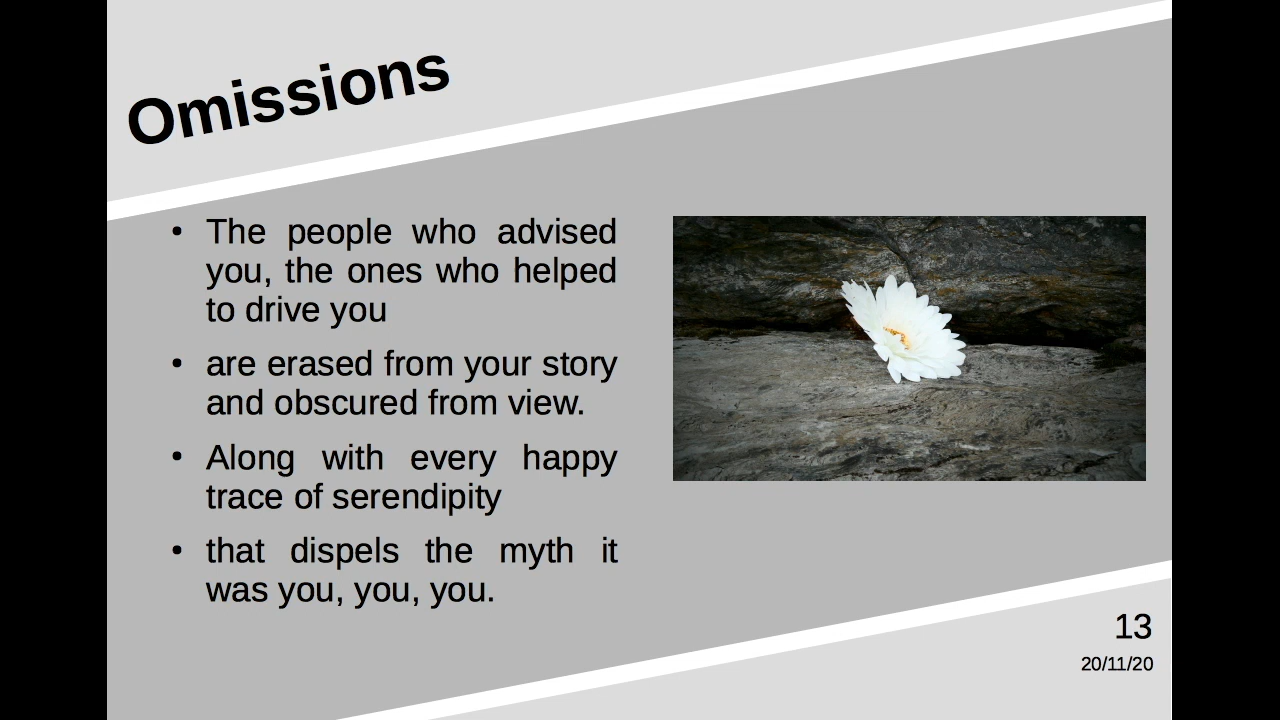 Omissions
• The people who advised
you, the ones who helped
to drive you
• are erased from your story
and obscured from view.
• Along with every happy
trace of serendipity
• that dispels the myth it
was you, you, you.
13
20/11/20